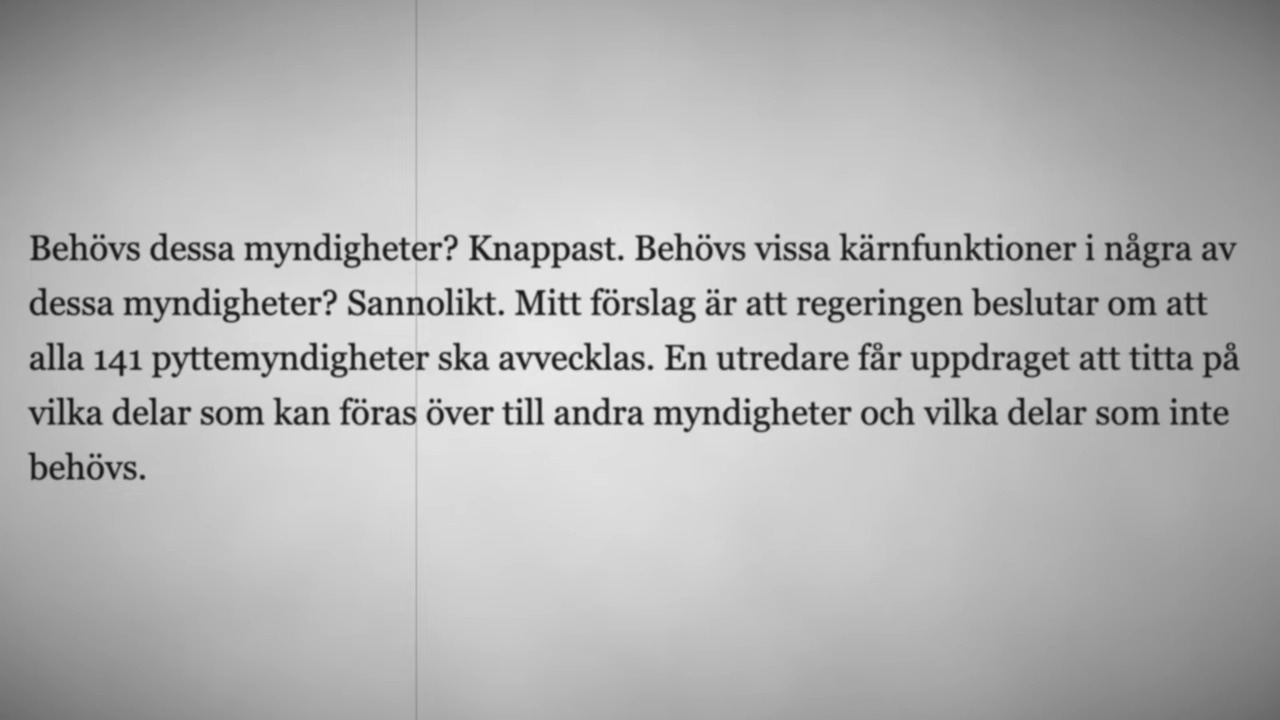 Behövs dessa myndigheter? Knappast. Behövs vissa kärnfunktioner i några av
dessa myndigheter? Sannolikt. Mitt förslag är att regeringen beslutar om att
alla 141 pyttemyndigheter ska avvecklas. En utredare får uppdraget att titta på
vilka delar som kan föras över till andra myndigheter och vilka delar som inte
behövs.